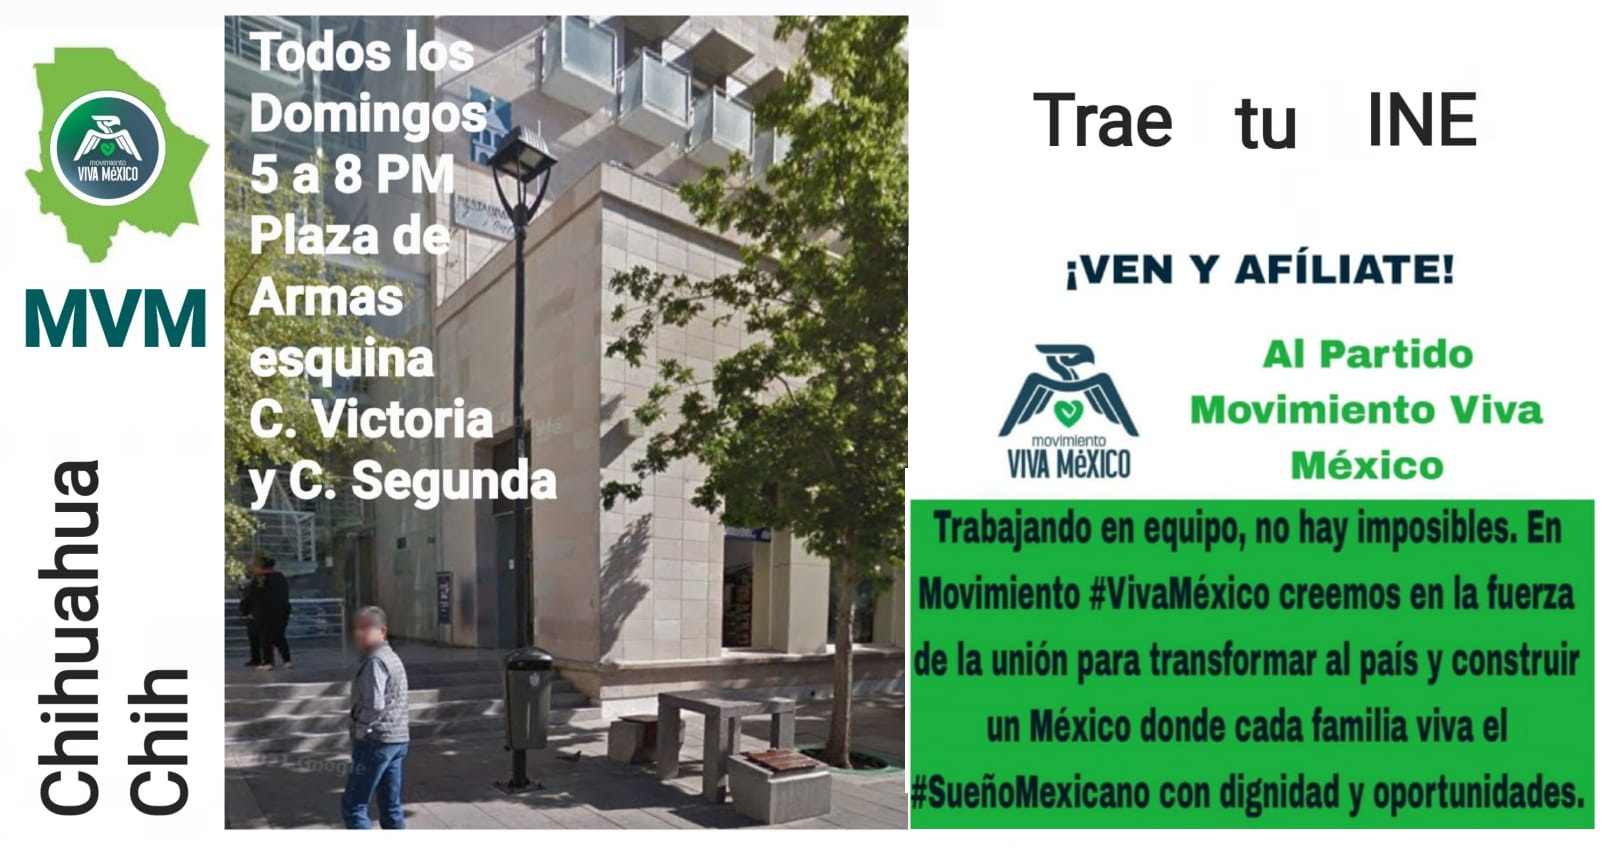 movimiento
VIVA MéXICO
MVM
Chihuahua
Chih
Todos los
Domingos
5 a 8 PM
Plaza de
Armas
esquina
C. Victoria
y C. Segunda
Google
2021 Google
Trae tu INE
¡VEN Y AFÍLIATE!
movimiento
VIVA MéXICO
Al Partido
Movimiento Viva
México
Trabajando en equipo, no hay imposibles. En
Movimiento #VivaMéxico creemos en la fuerza
de la unión para transformar al país y construir
un México donde cada familia viva el
#SueñoMexicano con dignidad y oportunidades.